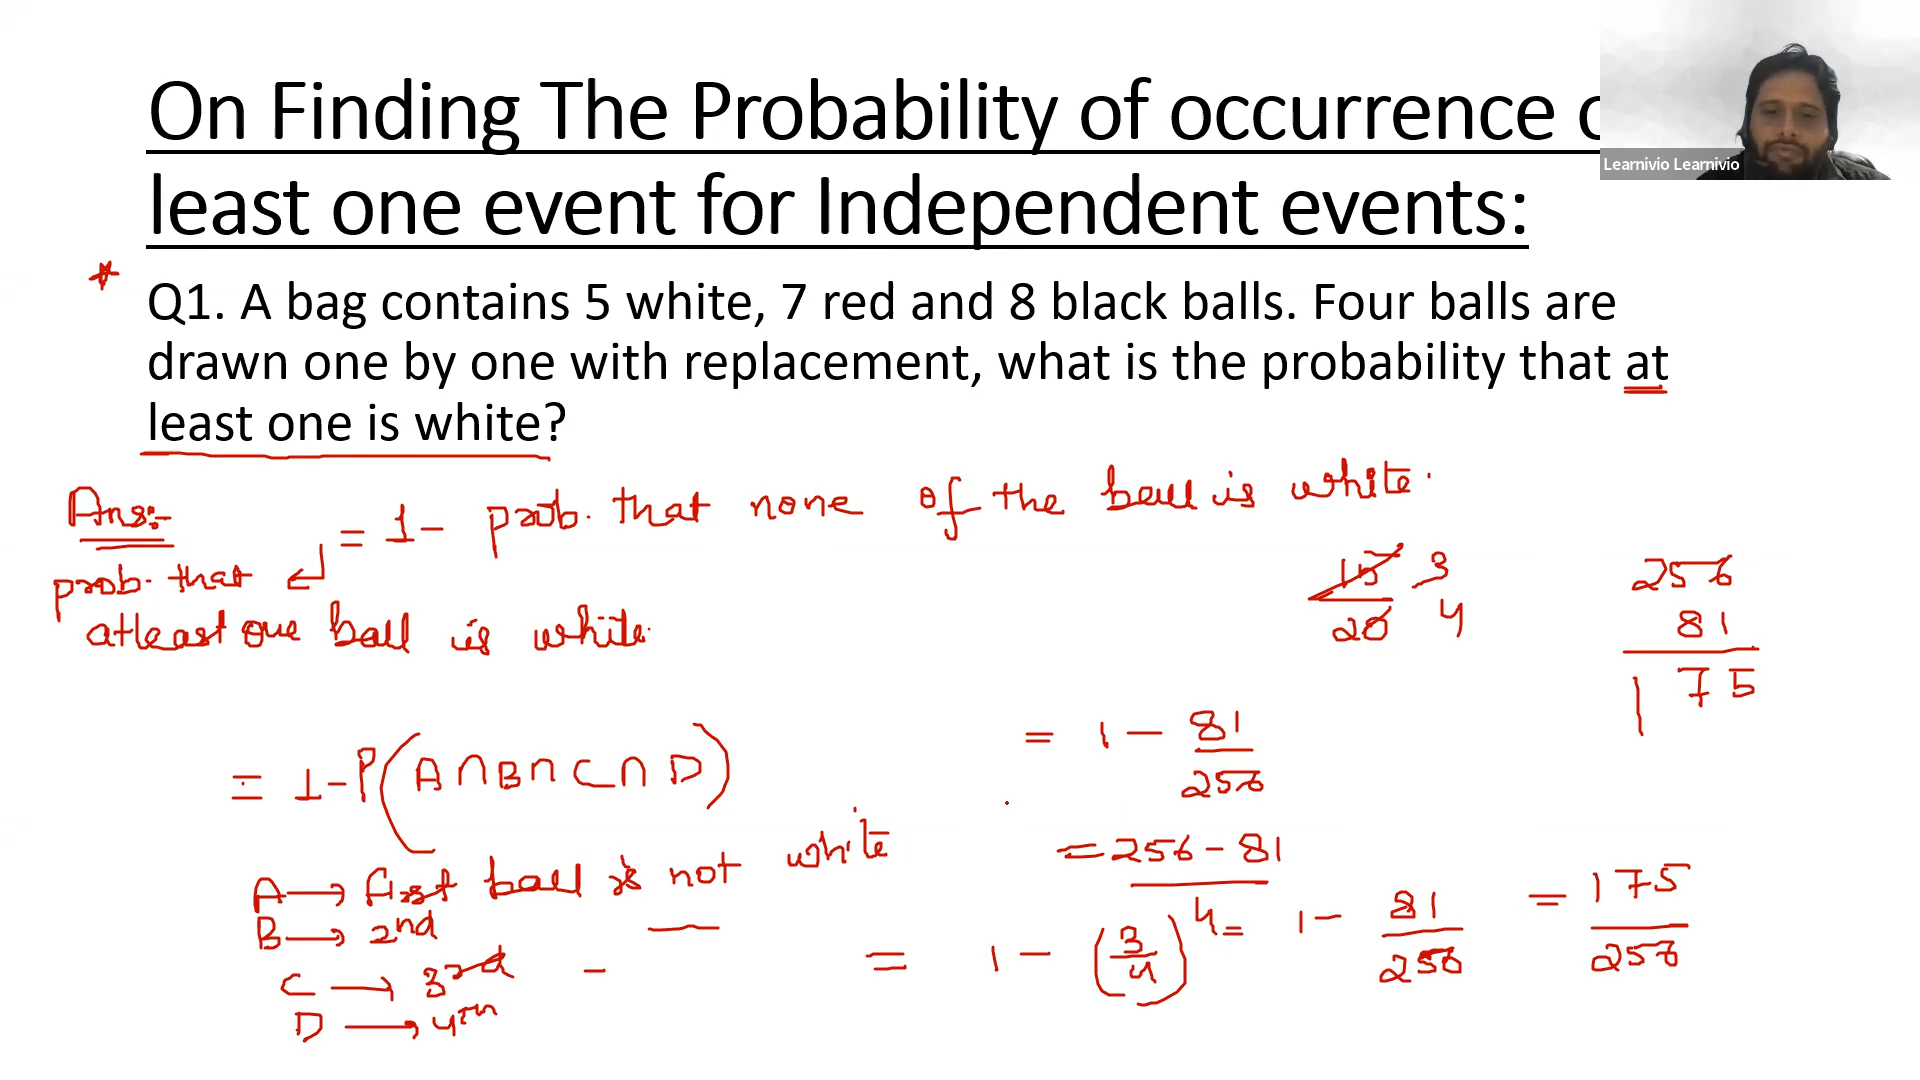 On Finding The Probability of occurrence
least one event for Independent events:
Learnivio Learnivio
Q1. A bag contains 5 white, 7 red and 8 black balls. Four balls are
drawn one by one with replacement, what is the probability that at
least one is white?
Ans:-
= 1 - prob. that none of the ball is white.
prob. that
atleast one ball is white.
15 3
20 4
256
81
175
= 1 - P(A∩B∩C∩D)
= 1 - 81
256
A → first ball is not white
B → 2nd
C → 3rd -
D → 4th
= 256 - 81
= 1 - (3/4)^4 = 1 - 81/256 = 175/256